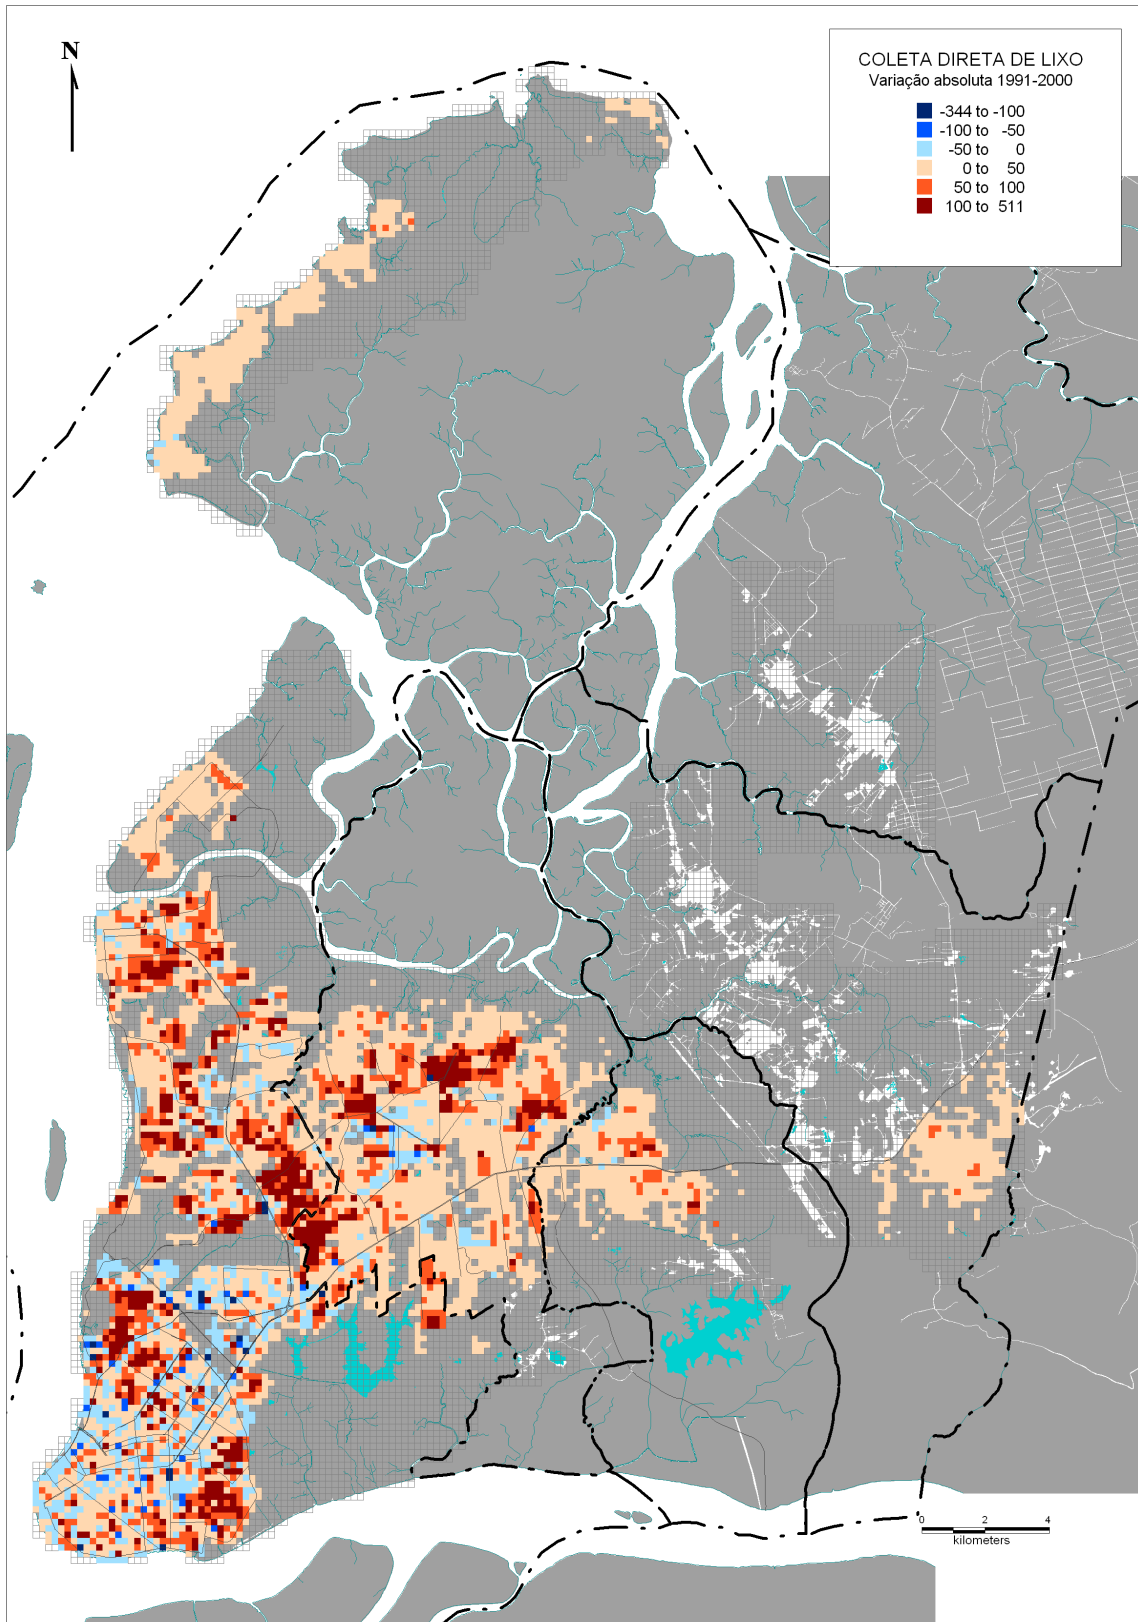 N
COLETA DIRETA DE LIXO
Variação absoluta 1991-2000
-344 to -100
-100 to -50
-50 to 0
0 to 50
50 to 100
100 to 511
0 2 4
kilometers